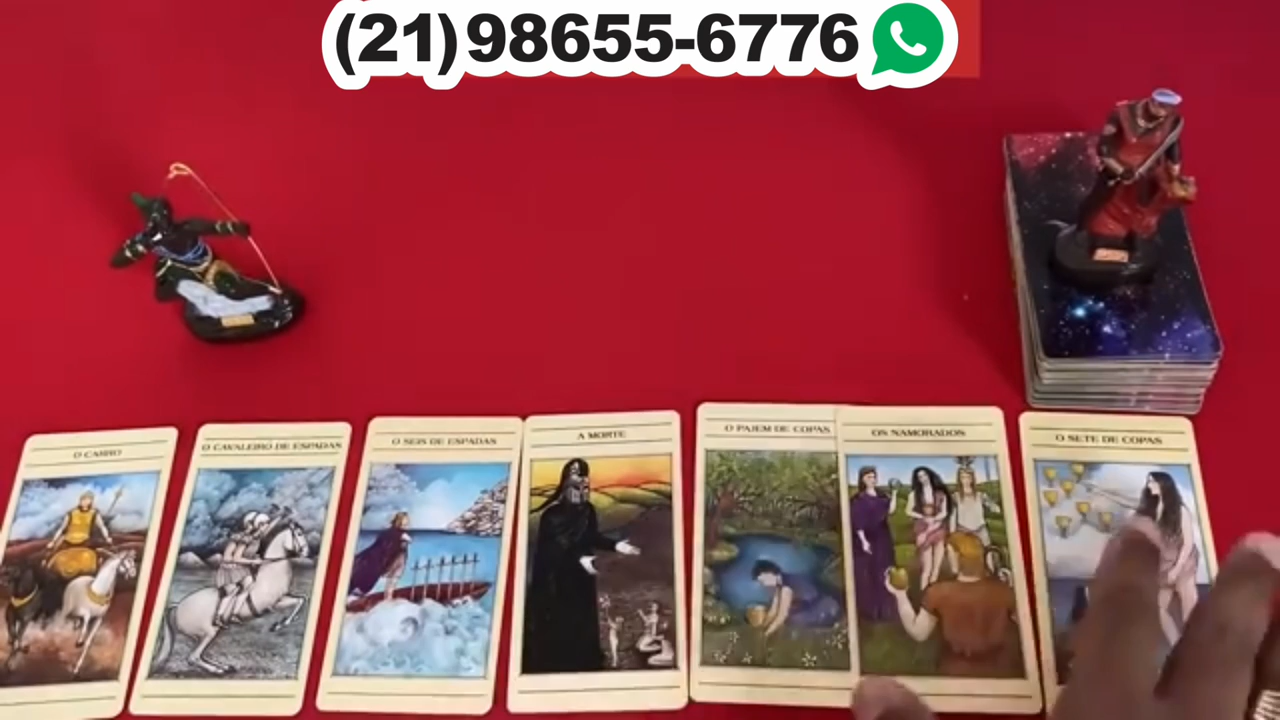 (21)98655-6776
O CARRO
O CAVALEIRO DE ESPADAS
O SEIS DE ESPADAS
A MORTE
O PAJEM DE COPAS
OS NAMORADOS
O SETE DE COPAS